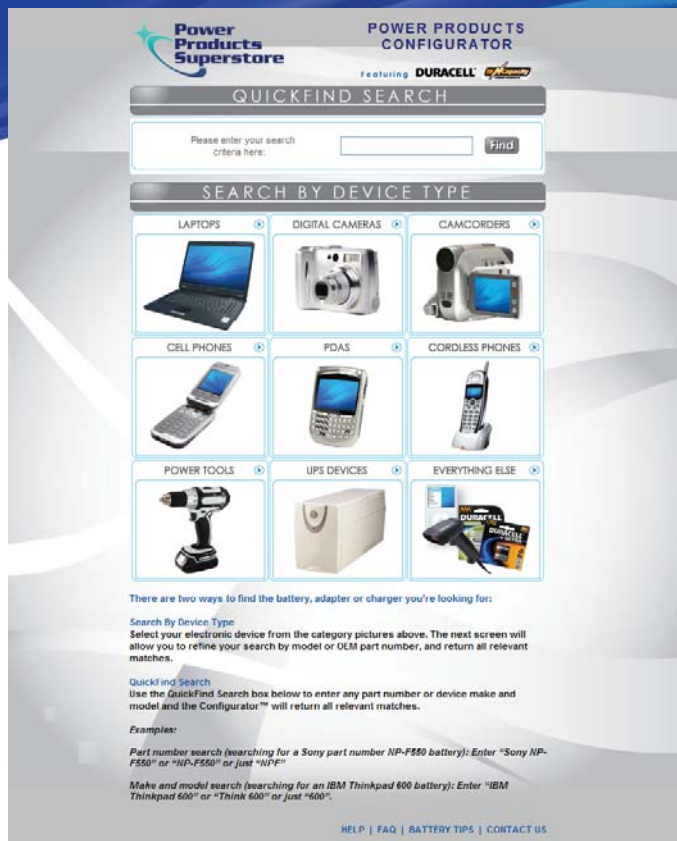 Power
Products
Superstore
POWER PRODUCTS
CONFIGURATOR
Featuring DURACELL
QUICKFIND SEARCH
Please enter your search
criteria here:
Find
SEARCH BY DEVICE TYPE
LAPTOPS DIGITAL CAMERAS CAMCORDERS
CELL PHONES PDAS CORDLESS PHONES
POWER TOOLS UPS DEVICES EVERYTHING ELSE
DURACELL
DURACELL
ULTRA
There are two ways to find the battery, adapter or charger you're looking for:
Search By Device Type
Select your electronic device from the category pictures above. The next screen will
allow you to refine your search by model or OEM part number, and return all relevant
matches.
QuickFind Search
Use the QuickFind Search box below to enter any part number or device make and
model and the Configurator™ will return all relevant matches.
Examples:
Part number search (searching for a Sony part number NP-F550 battery): Enter “Sony NP-
F550” or “NP-F550” or just “NPF”
Make and model search (searching for an IBM Thinkpad 600 battery): Enter “IBM
Thinkpad 600” or “Think 600” or just “600”.
HELP | FAQ | BATTERY TIPS | CONTACT US